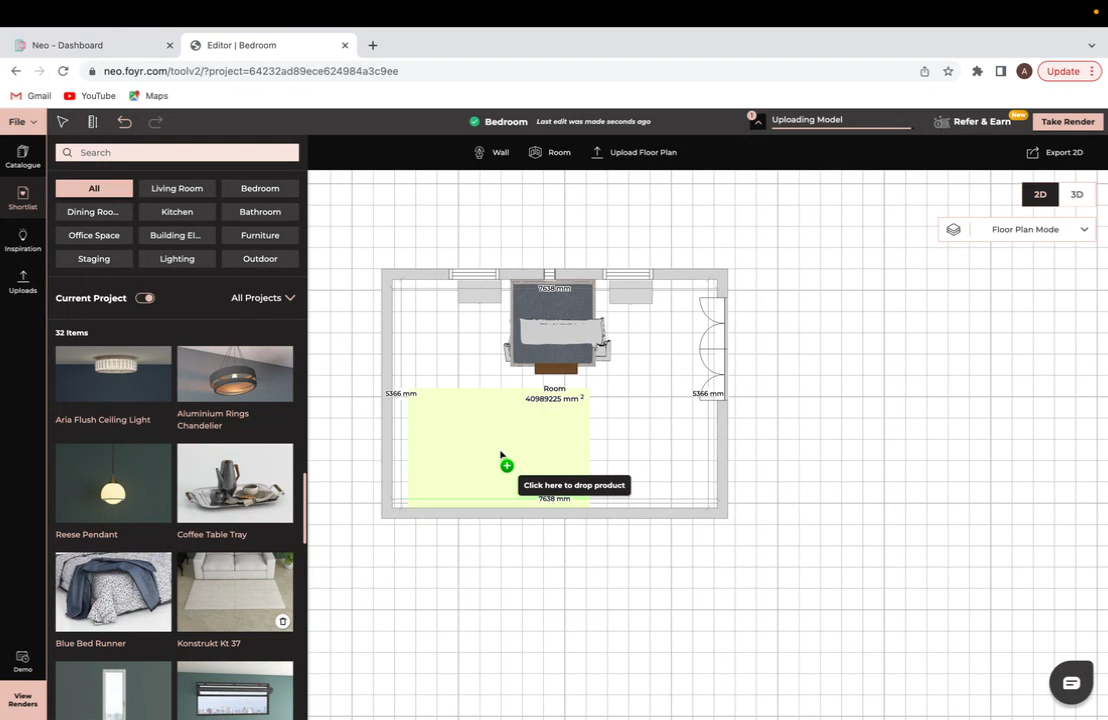 Neo - Dashboard
Editor | Bedroom
neo.foyr.com/toolv2/?project=64232ad89ece624984a3c9ee
A
Update
Gmail
YouTube
Maps
File
Bedroom
Last edit was made seconds ago
1
Uploading Model
Refer & Earn
New
Take Render
Catalogue
Shortlist
Inspiration
Uploads
Demo
View
Renders
Search
All
Living Room
Bedroom
Dining Roo...
Kitchen
Bathroom
Office Space
Building El...
Furniture
Staging
Lighting
Outdoor
Current Project
All Projects
32 Items
Aria Flush Ceiling Light
Aluminium Rings
Chandelier
Reese Pendant
Coffee Table Tray
Blue Bed Runner
Konstrukt Kt 37
Wall
Room
Upload Floor Plan
Export 2D
2D
3D
Floor Plan Mode
7638 mm
5366 mm
Room
40989225 mm 2
5366 mm
Click here to drop product
7638 mm